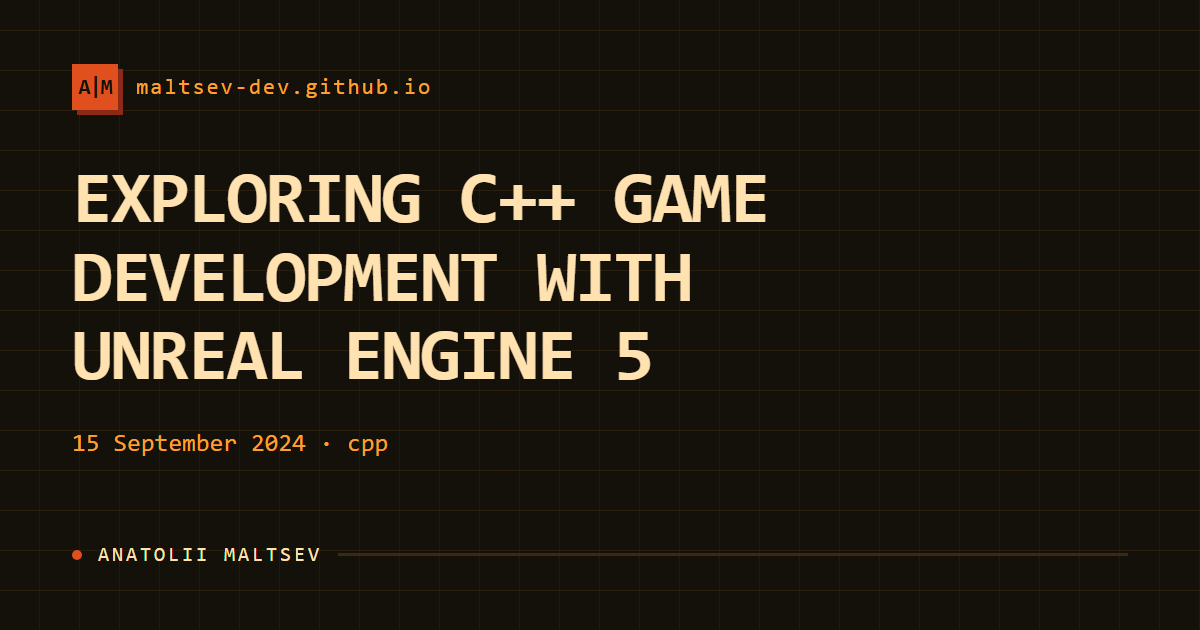 A|M maltsev-dev.github.io
EXPLORING C++ GAME
DEVELOPMENT WITH
UNREAL ENGINE 5
15 September 2024 · cpp
ANATOLII MALTSEV